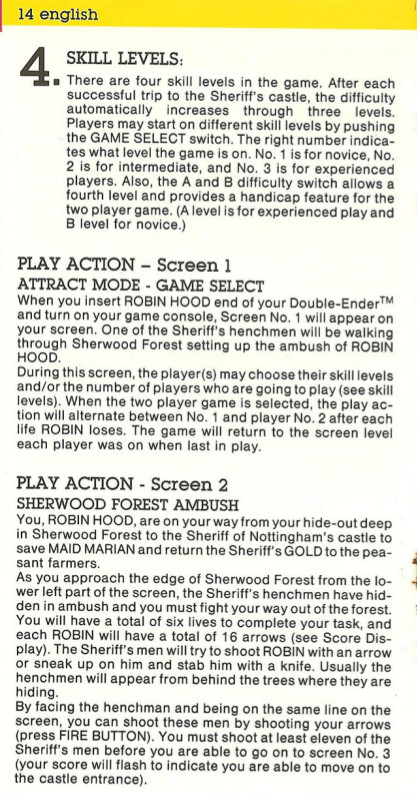 14 english
4. SKILL LEVELS:
There are four skill levels in the game. After each
successful trip to the Sheriff's castle, the difficulty
automatically increases through three levels.
Players may start on different skill levels by pushing
the GAME SELECT switch. The right number indica-
tes what level the game is on. No. 1 is for novice, No.
2 is for intermediate, and No. 3 is for experienced
players. Also, the A and B difficulty switch allows a
fourth level and provides a handicap feature for the
two player game. (A level is for experienced play and
B level for novice.)
PLAY ACTION – Screen 1
ATTRACT MODE - GAME SELECT
When you insert ROBIN HOOD end of your Double-Ender™
and turn on your game console, Screen No. 1 will appear on
your screen. One of the Sheriff's henchmen will be walking
through Sherwood Forest setting up the ambush of ROBIN
HOOD.
During this screen, the player(s) may choose their skill levels
and/or the number of players who are going to play (see skill
levels). When the two player game is selected, the play ac-
tion will alternate between No. 1 and player No. 2 after each
life ROBIN loses. The game will return to the screen level
each player was on when last in play.
PLAY ACTION - Screen 2
SHERWOOD FOREST AMBUSH
You, ROBIN HOOD, are on your way from your hide-out deep
in Sherwood Forest to the Sheriff of Nottingham's castle to
save MAID MARIAN and return the Sheriff's GOLD to the pea-
sant farmers.
As you approach the edge of Sherwood Forest from the lo-
wer left part of the screen, the Sheriff's henchmen have hid-
den in ambush and you must fight your way out of the forest.
You will have a total of six lives to complete your task, and
each ROBIN will have a total of 16 arrows (see Score Dis-
play). The Sheriff's men will try to shoot ROBIN with an arrow
or sneak up on him and stab him with a knife. Usually the
henchmen will appear from behind the trees where they are
hiding.
By facing the henchman and being on the same line on the
screen, you can shoot these men by shooting your arrows
(press FIRE BUTTON). You must shoot at least eleven of the
Sheriff's men before you are able to go on to screen No. 3
(your score will flash to indicate you are able to move on to
the castle entrance).